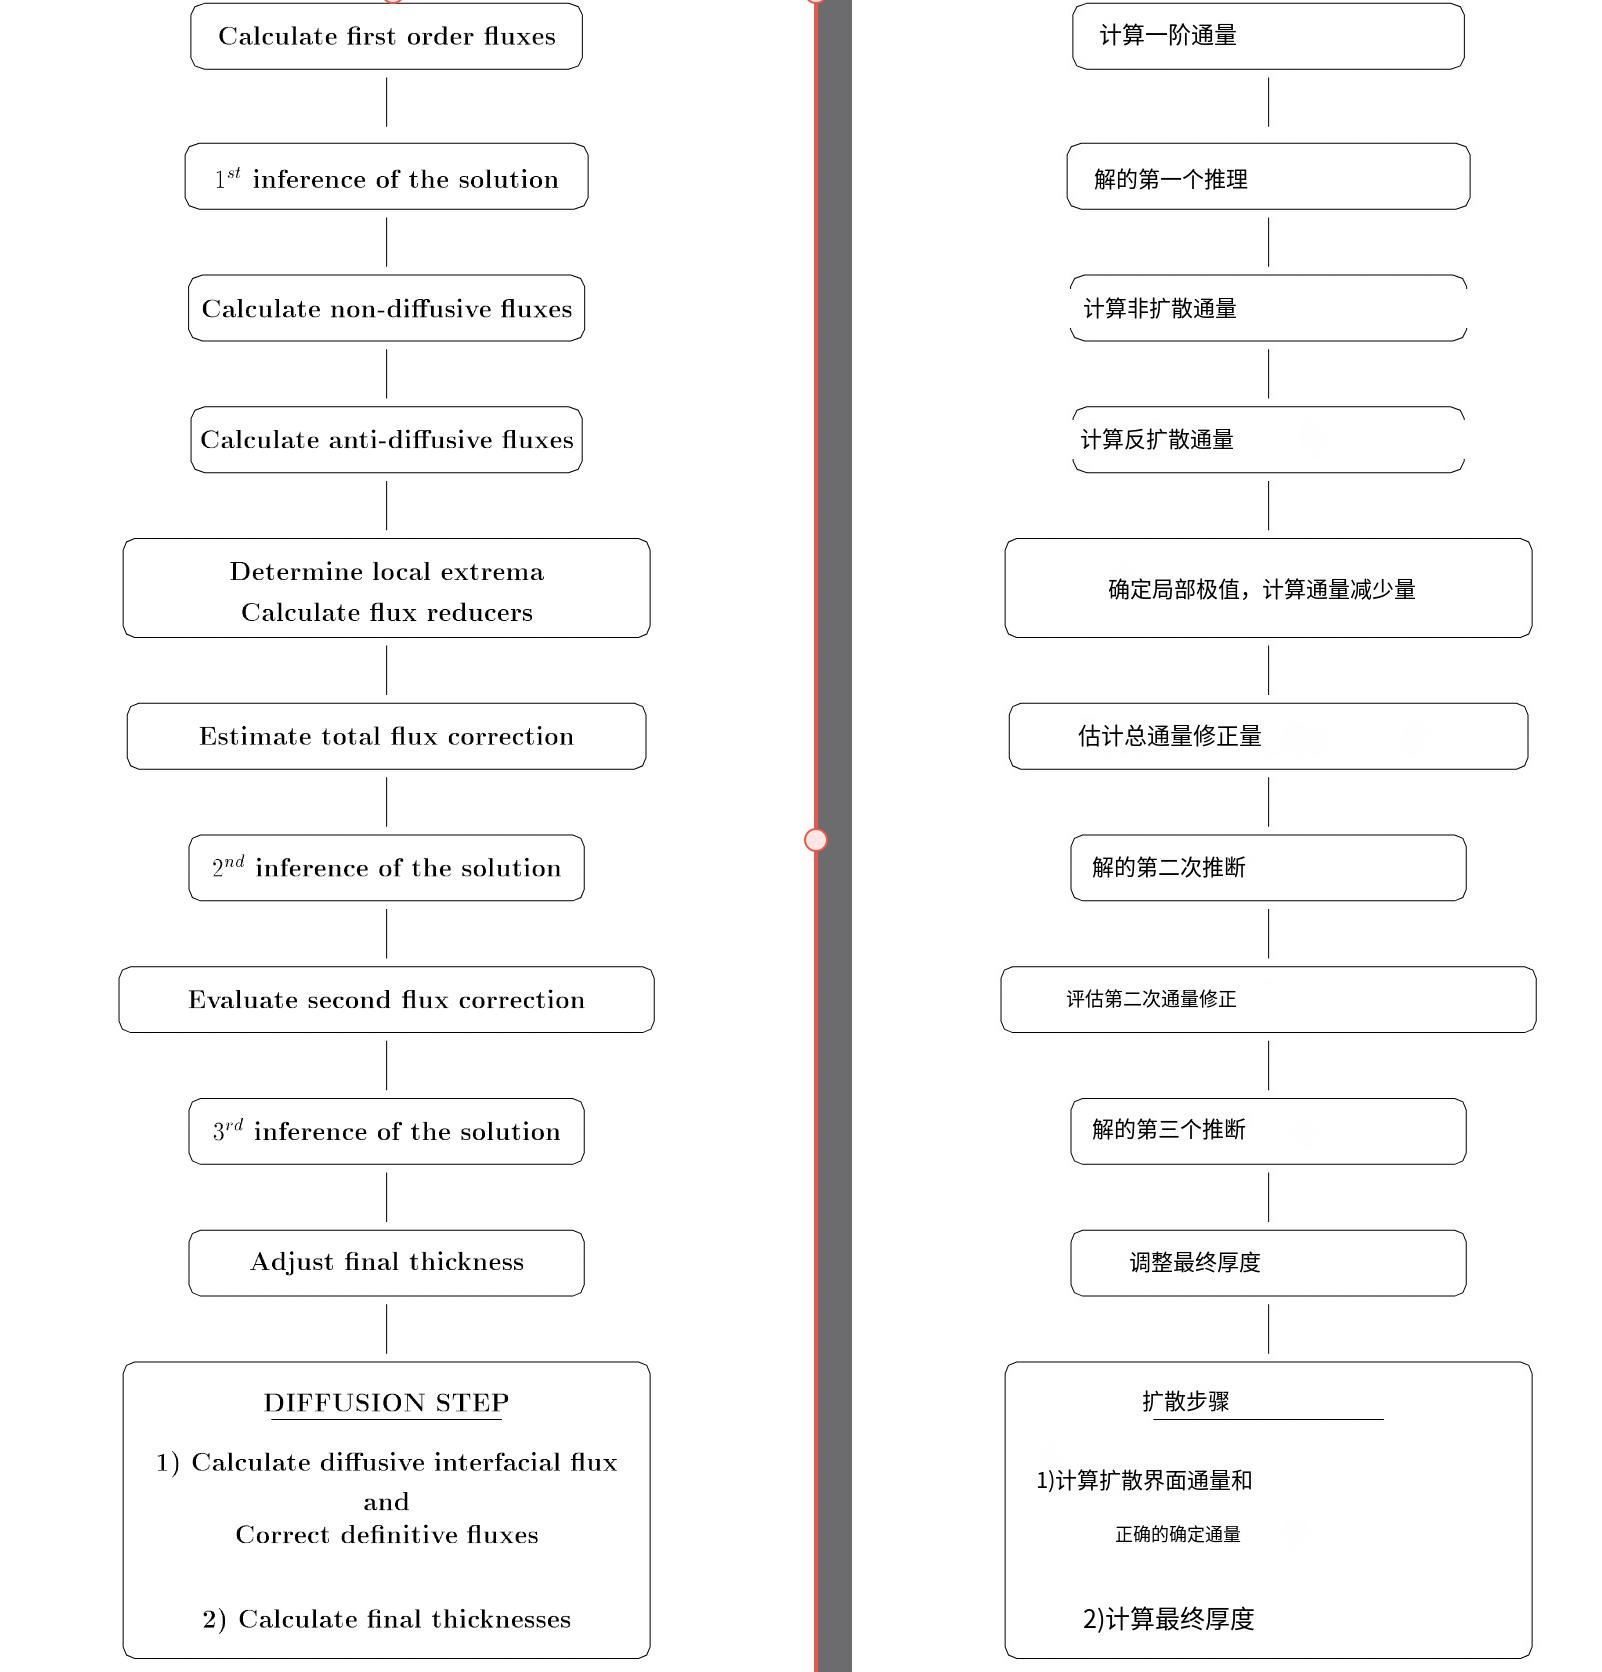 Calculate first order fluxes
1st inference of the solution
Calculate non-diffusive fluxes
Calculate anti-diffusive fluxes
Determine local extrema
Calculate flux reducers
Estimate total flux correction
2nd inference of the solution
Evaluate second flux correction
3rd inference of the solution
Adjust final thickness
DIFFUSION STEP
1) Calculate diffusive interfacial flux
and
Correct definitive fluxes
2) Calculate final thicknesses
计算一阶通量
解的第一个推理
计算非扩散通量
计算反扩散通量
确定局部极值，计算通量减少量
估计总通量修正量
解的第二次推断
评估第二次通量修正
解的第三个推断
调整最终厚度
扩散步骤
1)计算扩散界面通量和
正确的确定通量
2)计算最终厚度